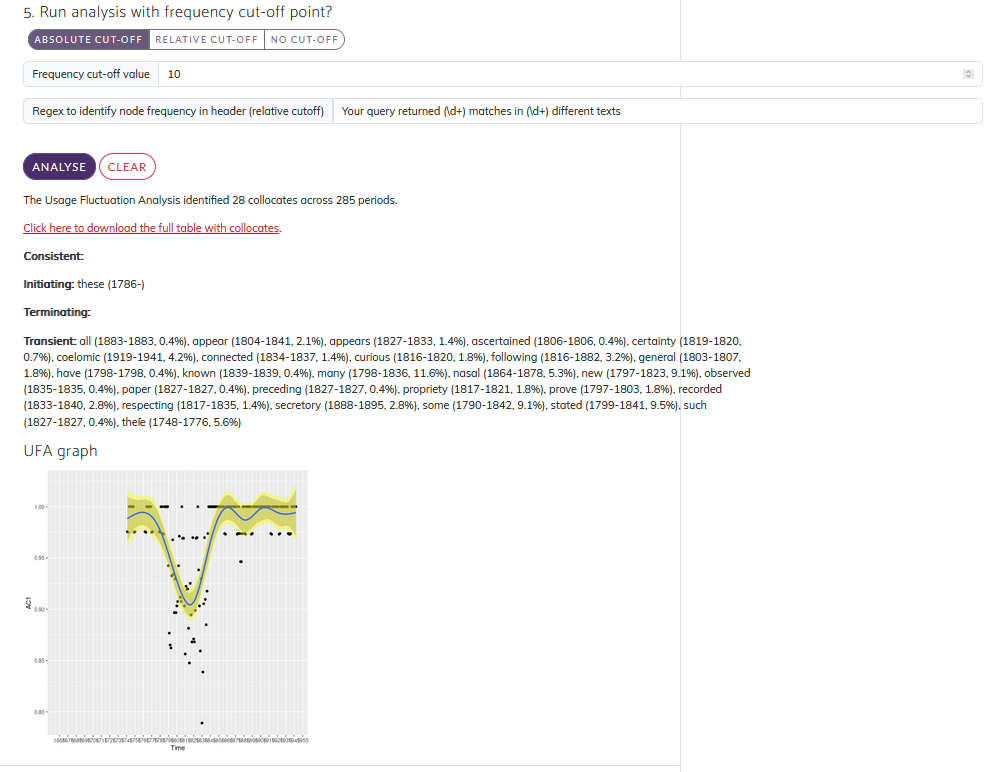 5. Run analysis with frequency cut-off point?
ABSOLUTE CUT-OFF RELATIVE CUT-OFF NO CUT-OFF
Frequency cut-off value 10
Regex to identify node frequency in header (relative cutoff) Your query returned (\d+) matches in (\d+) different texts
ANALYSE CLEAR
The Usage Fluctuation Analysis identified 28 collocates across 285 periods.
Click here to download the full table with collocates.
Consistent:
Initiating: these (1786-)
Terminating:
Transient: all (1883-1883, 0.4%), appear (1804-1841, 2.1%), appears (1827-1833, 1.4%), ascertained (1806-1806, 0.4%), certainty (1819-1820,
0.7%), coelomic (1919-1941, 4.2%), connected (1834-1837, 1.4%), curious (1816-1820, 1.8%), following (1816-1882, 3.2%), general (1803-1807,
1.8%), have (1798-1798, 0.4%), known (1839-1839, 0.4%), many (1798-1836, 11.6%), nasal (1864-1878, 5.3%), new (1797-1823, 9.1%), observed
(1835-1835, 0.4%), paper (1827-1827, 0.4%), preceding (1827-1827, 0.4%), propriety (1817-1821, 1.8%), prove (1797-1803, 1.8%), recorded
(1833-1840, 2.8%), respecting (1817-1835, 1.4%), secretory (1888-1895, 2.8%), some (1790-1842, 9.1%), stated (1799-1841, 9.5%), such
(1827-1827, 0.4%), theſe (1748-1776, 5.6%)
UFA graph
1.00
0.95
0.90
0.85
0.80
AC1
Time